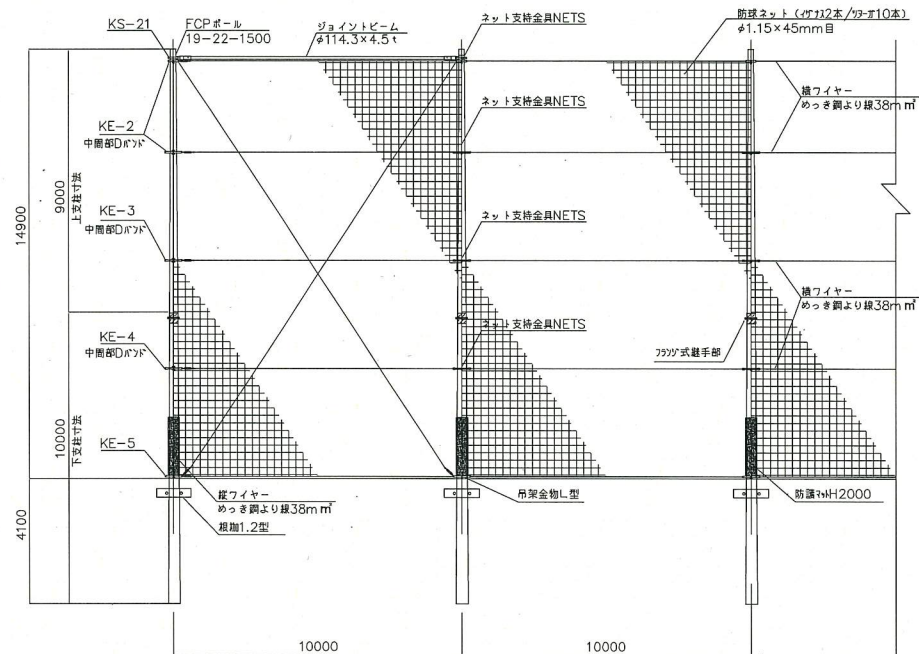 KS-21
FCPポール
19-22-1500
ジョイントビーム
φ114.3×4.5t
ネット支持金具NETS
防球ネット (イザナス2本/リターナ10本)
φ1.15×45mm目
横ワイヤー
めっき鋼より線38m㎡
ネット支持金具NETS
KE-2
中間部Dバンド
9000
上支柱寸法
14900
KE-3
中間部Dバンド
ネット支持金具NETS
横ワイヤー
めっき鋼より線38m㎡
ネット支持金具NETS
KE-4
中間部Dバンド
フランジ式継手部
10000
下支柱寸法
KE-5
縦ワイヤー
めっき鋼より線38m㎡
根枷1.2型
吊架金物L型
防護マットH2000
4100
10000
10000